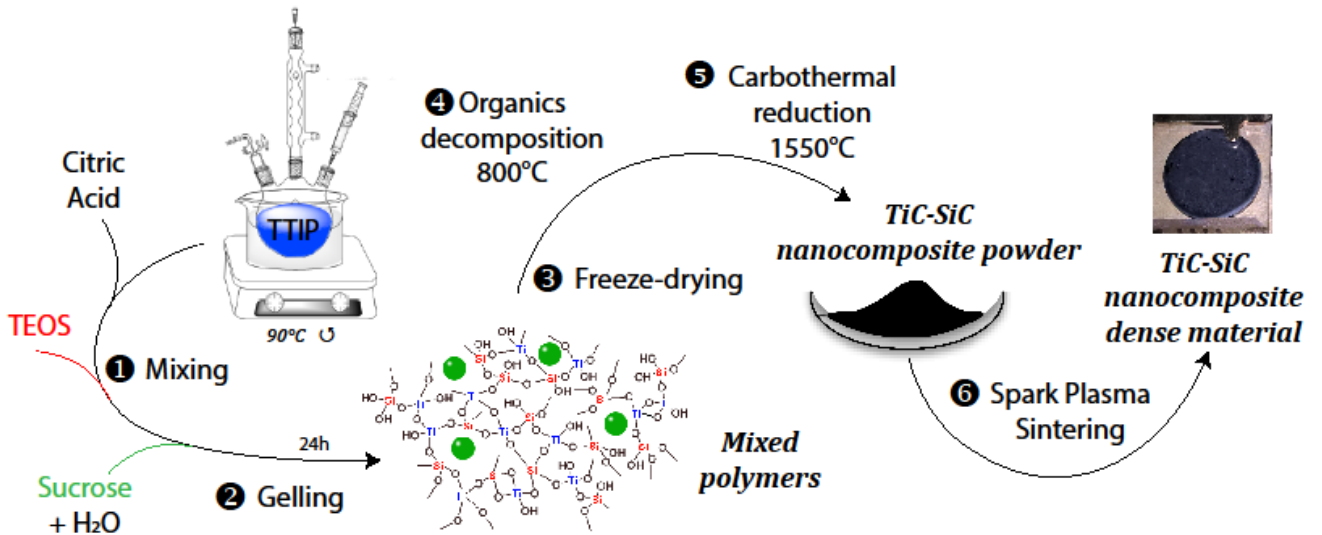 Citric
Acid
TTIP
90°C ↺
TEOS
❶ Mixing
Sucrose
+ H₂O
24h
❷ Gelling
❸ Freeze-drying
Mixed
polymers
❹ Organics
decomposition
800°C
❺ Carbothermal
reduction
1550°C
TiC-SiC
nanocomposite powder
❻ Spark Plasma
Sintering
TiC-SiC
nanocomposite
dense material